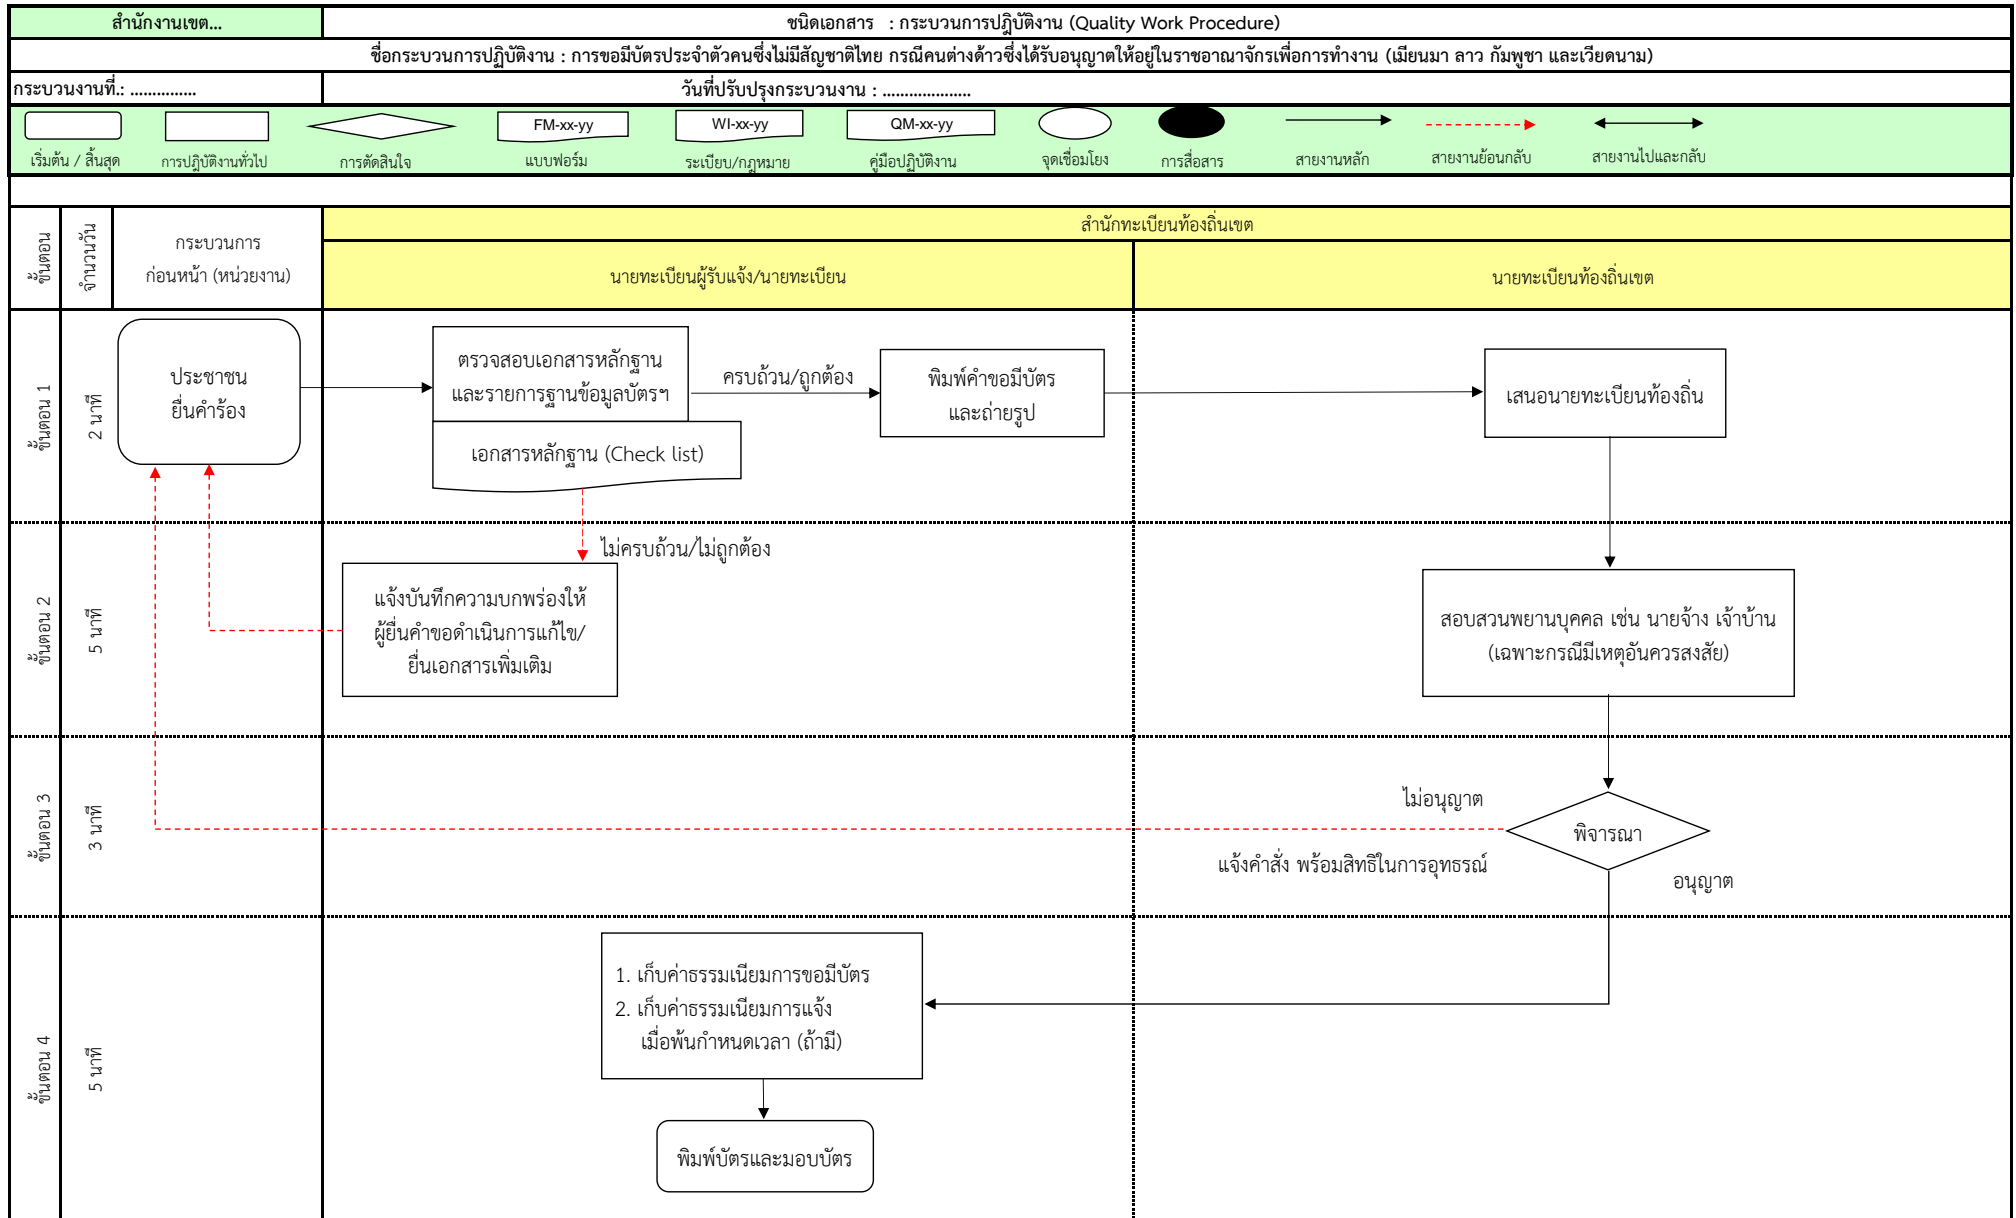 สำนักงานเขต...
ชนิดเอกสาร : กระบวนการปฏิบัติงาน (Quality Work Procedure)
ชื่อกระบวนการปฏิบัติงาน : การขอมีบัตรประจำตัวคนซึ่งไม่มีสัญชาติไทย กรณีคนต่างด้าวซึ่งได้รับอนุญาตให้อยู่ในราชอาณาจักรเพื่อการทำงาน (เมียนมา ลาว กัมพูชา และเวียดนาม)
กระบวนงานที่.: ...............
วันที่ปรับปรุงกระบวนงาน : ....................
FM-xx-yy
WI-xx-yy
QM-xx-yy
เริ่มต้น / สิ้นสุด
การปฏิบัติงานทั่วไป
การตัดสินใจ
แบบฟอร์ม
ระเบียบ/กฎหมาย
คู่มือปฏิบัติงาน
จุดเชื่อมโยง
การสื่อสาร
สายงานหลัก
สายงานย้อนกลับ
สายงานไปและกลับ
ขั้นตอน
จำนวนวัน
กระบวนการ
ก่อนหน้า (หน่วยงาน)
สำนักทะเบียนท้องถิ่นเขต
นายทะเบียนผู้รับแจ้ง/นายทะเบียน
นายทะเบียนท้องถิ่นเขต
ขั้นตอน 1
2 นาที
ประชาชน
ยื่นคำร้อง
ตรวจสอบเอกสารหลักฐาน
และรายการฐานข้อมูลบัตรฯ
เอกสารหลักฐาน (Check list)
ครบถ้วน/ถูกต้อง
พิมพ์คำขอมีบัตร
และถ่ายรูป
เสนอนายทะเบียนท้องถิ่น
ขั้นตอน 2
5 นาที
ไม่ครบถ้วน/ไม่ถูกต้อง
แจ้งบันทึกความบกพร่องให้
ผู้ยื่นคำขอดำเนินการแก้ไข/
ยื่นเอกสารเพิ่มเติม
สอบสวนพยานบุคคล เช่น นายจ้าง เจ้าบ้าน
(เฉพาะกรณีมีเหตุอันควรสงสัย)
ขั้นตอน 3
3 นาที
ไม่อนุญาต
พิจารณา
แจ้งคำสั่ง พร้อมสิทธิในการอุทธรณ์
อนุญาต
ขั้นตอน 4
5 นาที
1. เก็บค่าธรรมเนียมการขอมีบัตร
2. เก็บค่าธรรมเนียมการแจ้ง
เมื่อพ้นกำหนดเวลา (ถ้ามี)
พิมพ์บัตรและมอบบัตร